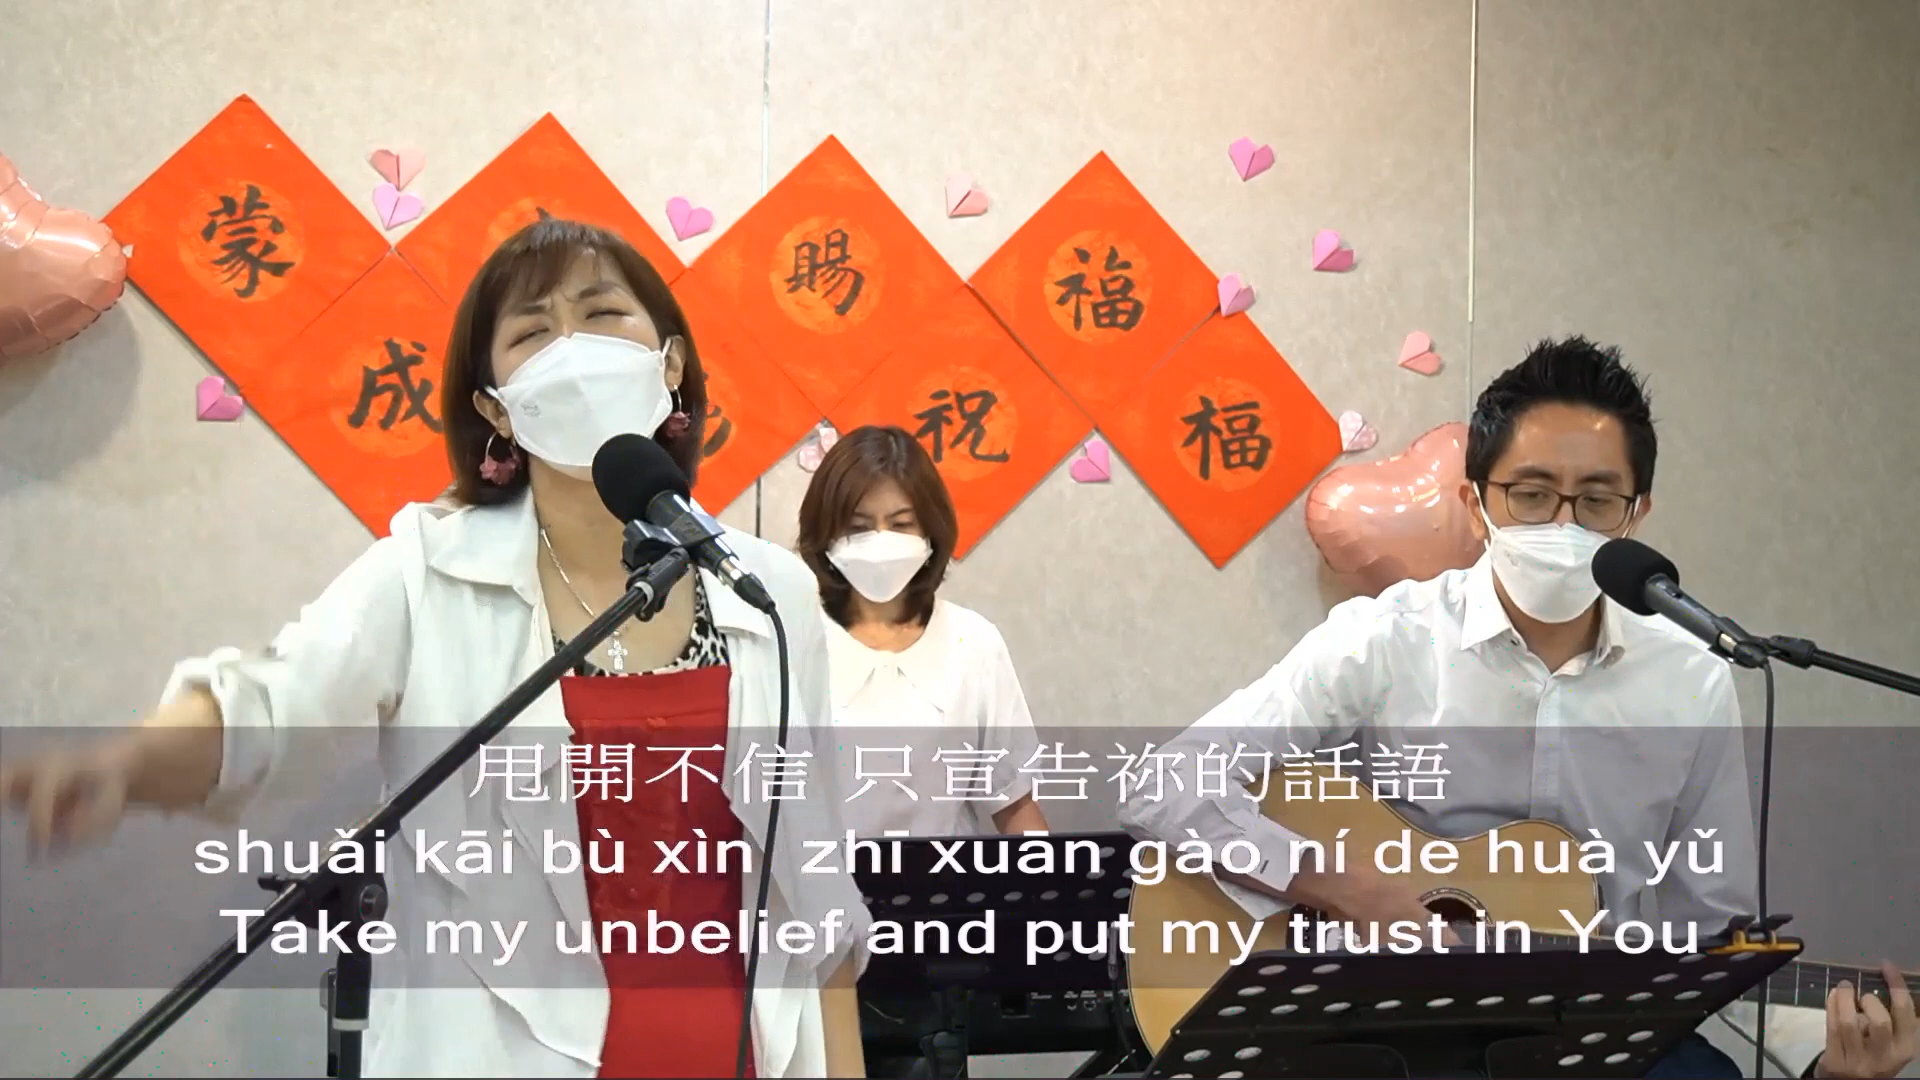 蒙 賜 福
成 祝 福
甩開不信 只宣告祢的話語
shuǎi kāi bù xìn zhī xuān gào ní de huà yǔ
Take my unbelief and put my trust in You